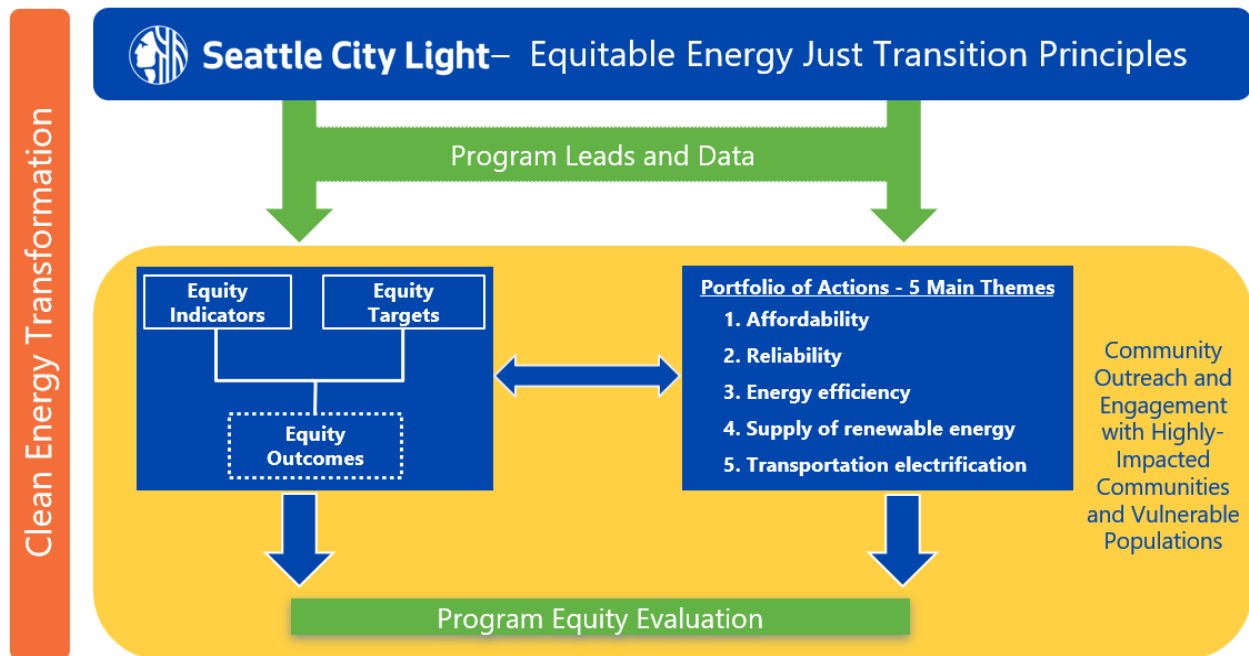 Clean Energy Transformation
Seattle City Light– Equitable Energy Just Transition Principles
Program Leads and Data
Equity
Indicators
Equity
Targets
Equity
Outcomes
Portfolio of Actions - 5 Main Themes
1. Affordability
2. Reliability
3. Energy efficiency
4. Supply of renewable energy
5. Transportation electrification
Community
Outreach and
Engagement
with Highly-
Impacted
Communities
and Vulnerable
Populations
Program Equity Evaluation